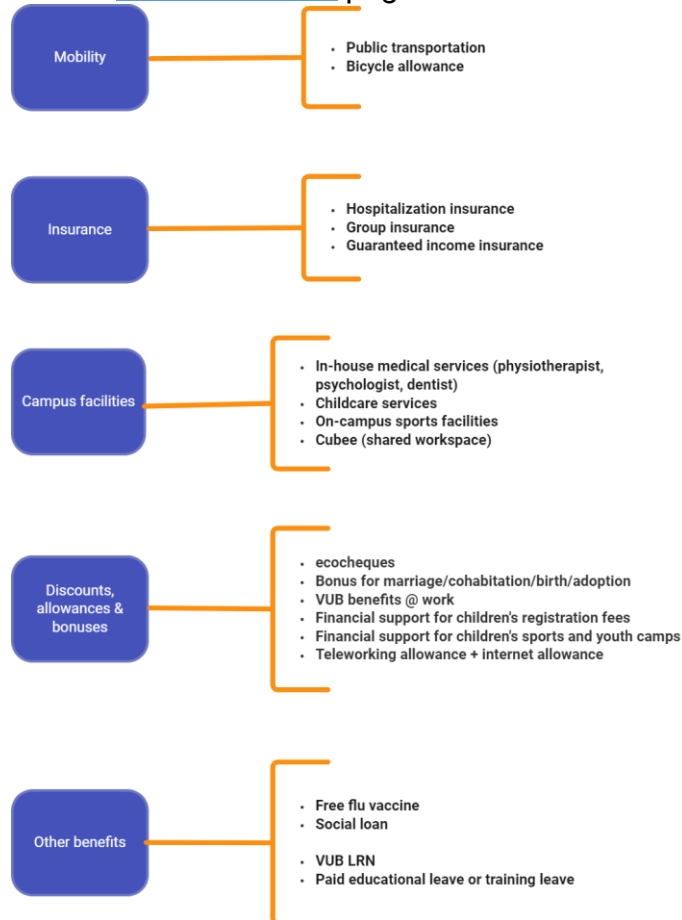 Mobility
• Public transportation
• Bicycle allowance
Insurance
• Hospitalization insurance
• Group insurance
• Guaranteed income insurance
Campus facilities
• In-house medical services (physiotherapist,
psychologist, dentist)
• Childcare services
• On-campus sports facilities
• Cubee (shared workspace)
Discounts,
allowances &
bonuses
• ecocheques
• Bonus for marriage/cohabitation/birth/adoption
• VUB benefits @ work
• Financial support for children's registration fees
• Financial support for children's sports and youth camps
• Teleworking allowance + internet allowance
Other benefits
• Free flu vaccine
• Social loan
• VUB LRN
• Paid educational leave or training leave